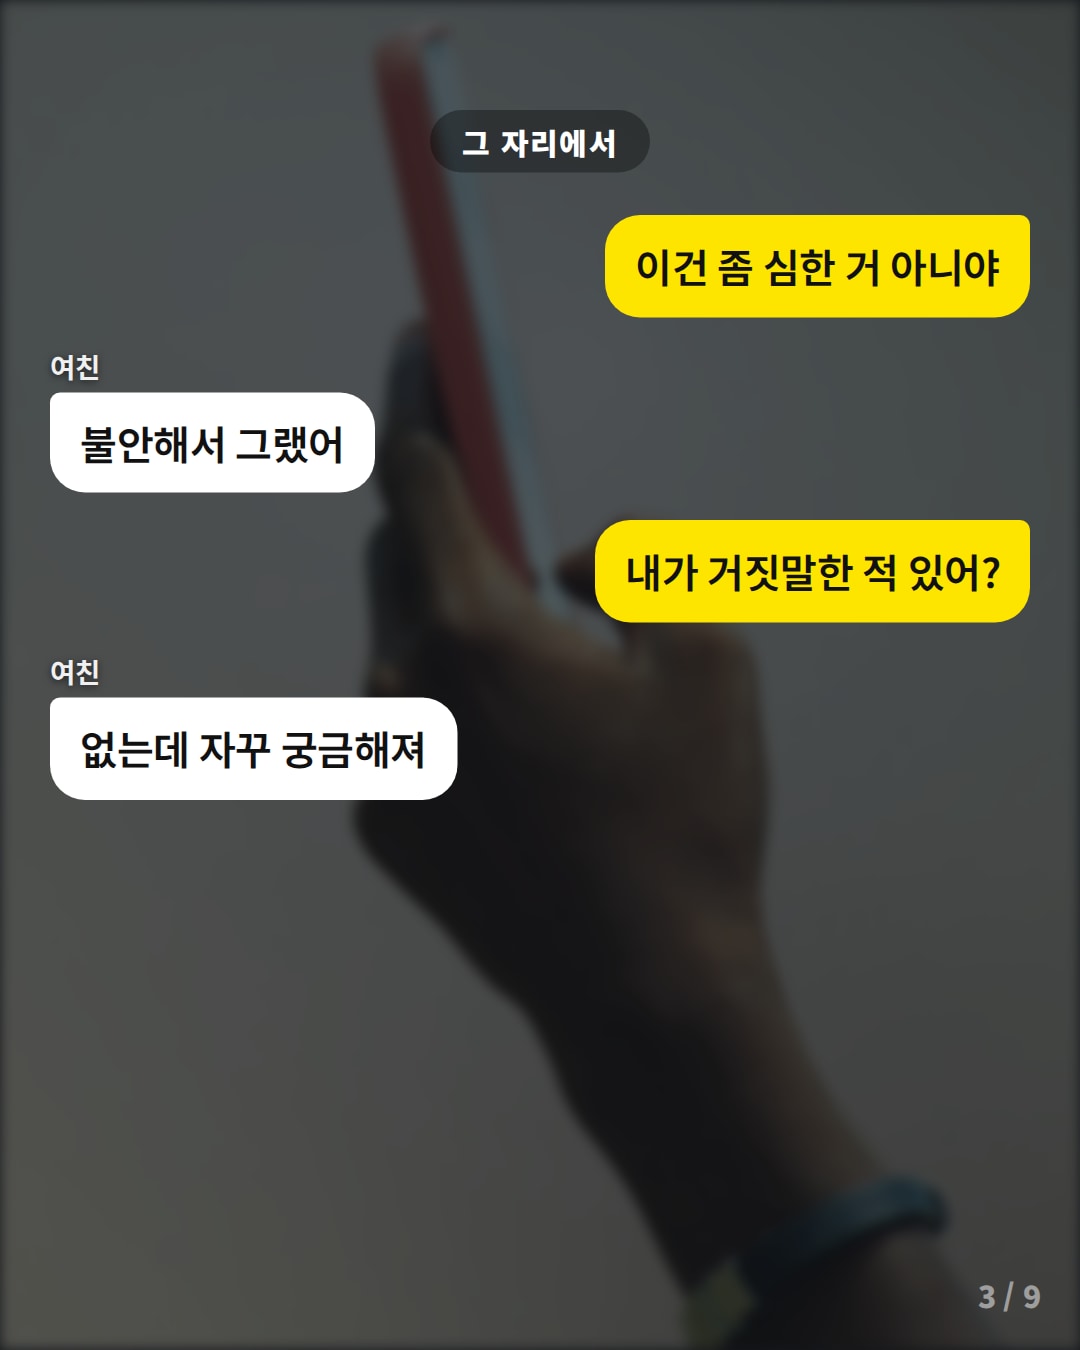 그 자리에서
이건 좀 심한 거 아니야
여친
불안해서 그랬어
내가 거짓말한 적 있어?
여친
없는데 자꾸 궁금해져
3 / 9